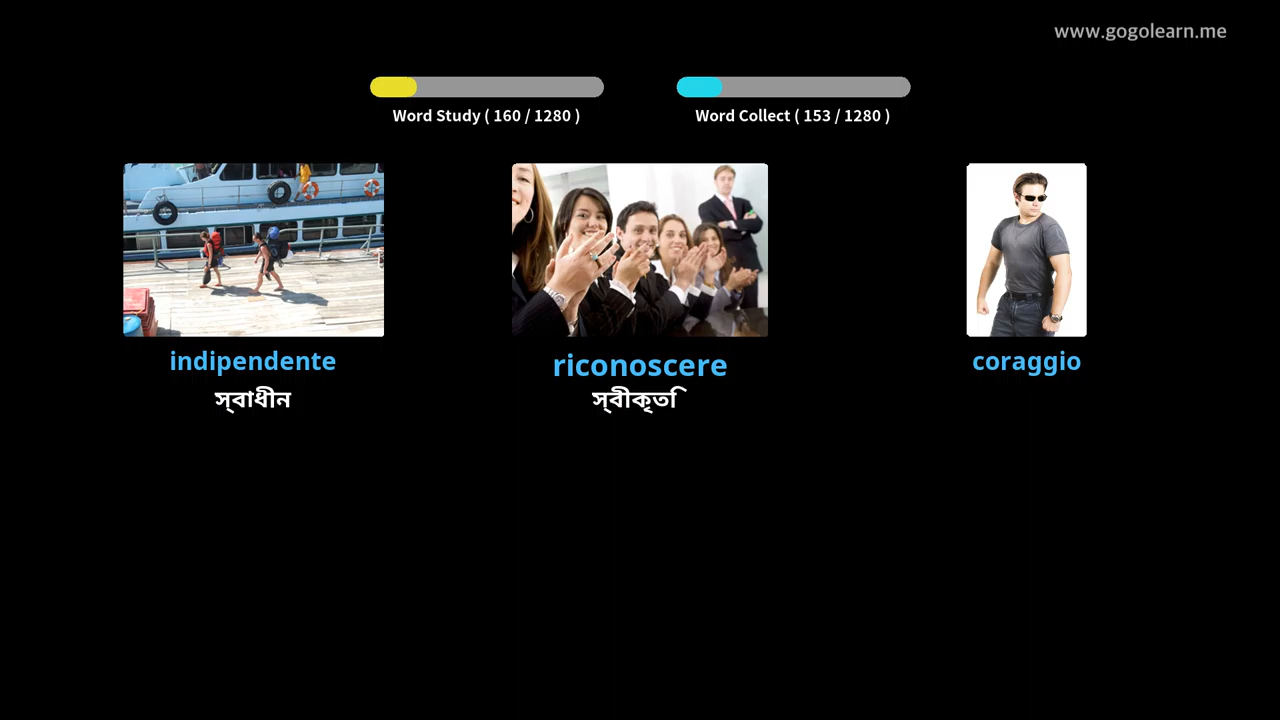 www.gogolearn.me
Word Study ( 160 / 1280 )
Word Collect ( 153 / 1280 )
indipendente
riconoscere
coraggio
স্বাধীন
স্বীকৃতি